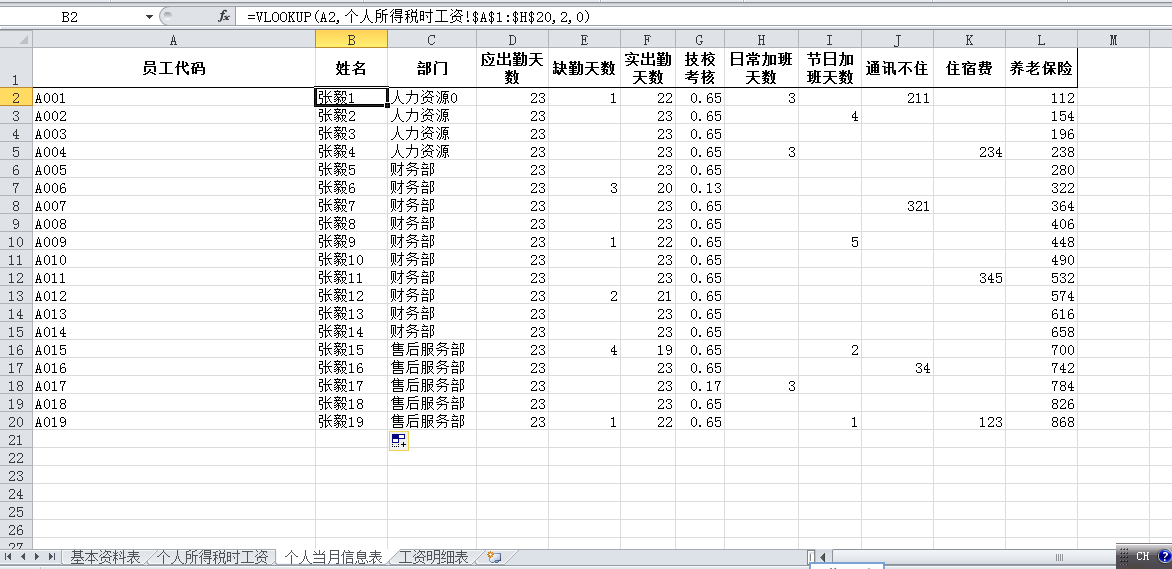 B2 fx =VLOOKUP(A2,个人所得税时工资!$A$1:$H$20,2,0)
A B C D E F G H I J K L M
1 员工代码 姓名 部门 应出勤天数 缺勤天数 实出勤天数 技校考核 日常加班天数 节日加班天数 通讯不住 住宿费 养老保险
2 A001 张毅1 人力资源0 23 1 22 0.65 3 211 112
3 A002 张毅2 人力资源 23 23 0.65 4 154
4 A003 张毅3 人力资源 23 23 0.65 196
5 A004 张毅4 人力资源 23 23 0.65 3 234 238
6 A005 张毅5 财务部 23 23 0.65 280
7 A006 张毅6 财务部 23 3 20 0.13 322
8 A007 张毅7 财务部 23 23 0.65 321 364
9 A008 张毅8 财务部 23 23 0.65 406
10 A009 张毅9 财务部 23 1 22 0.65 5 448
11 A010 张毅10 财务部 23 23 0.65 490
12 A011 张毅11 财务部 23 23 0.65 345 532
13 A012 张毅12 财务部 23 2 21 0.65 574
14 A013 张毅13 财务部 23 23 0.65 616
15 A014 张毅14 财务部 23 23 0.65 658
16 A015 张毅15 售后服务部 23 4 19 0.65 2 700
17 A016 张毅16 售后服务部 23 23 0.65 34 742
18 A017 张毅17 售后服务部 23 23 0.17 3 784
19 A018 张毅18 售后服务部 23 23 0.65 826
20 A019 张毅19 售后服务部 23 1 22 0.65 1 123 868
21
22
23
24
25
26
27
基本资料表 个人所得税时工资 个人当月信息表 工资明细表
CH ?